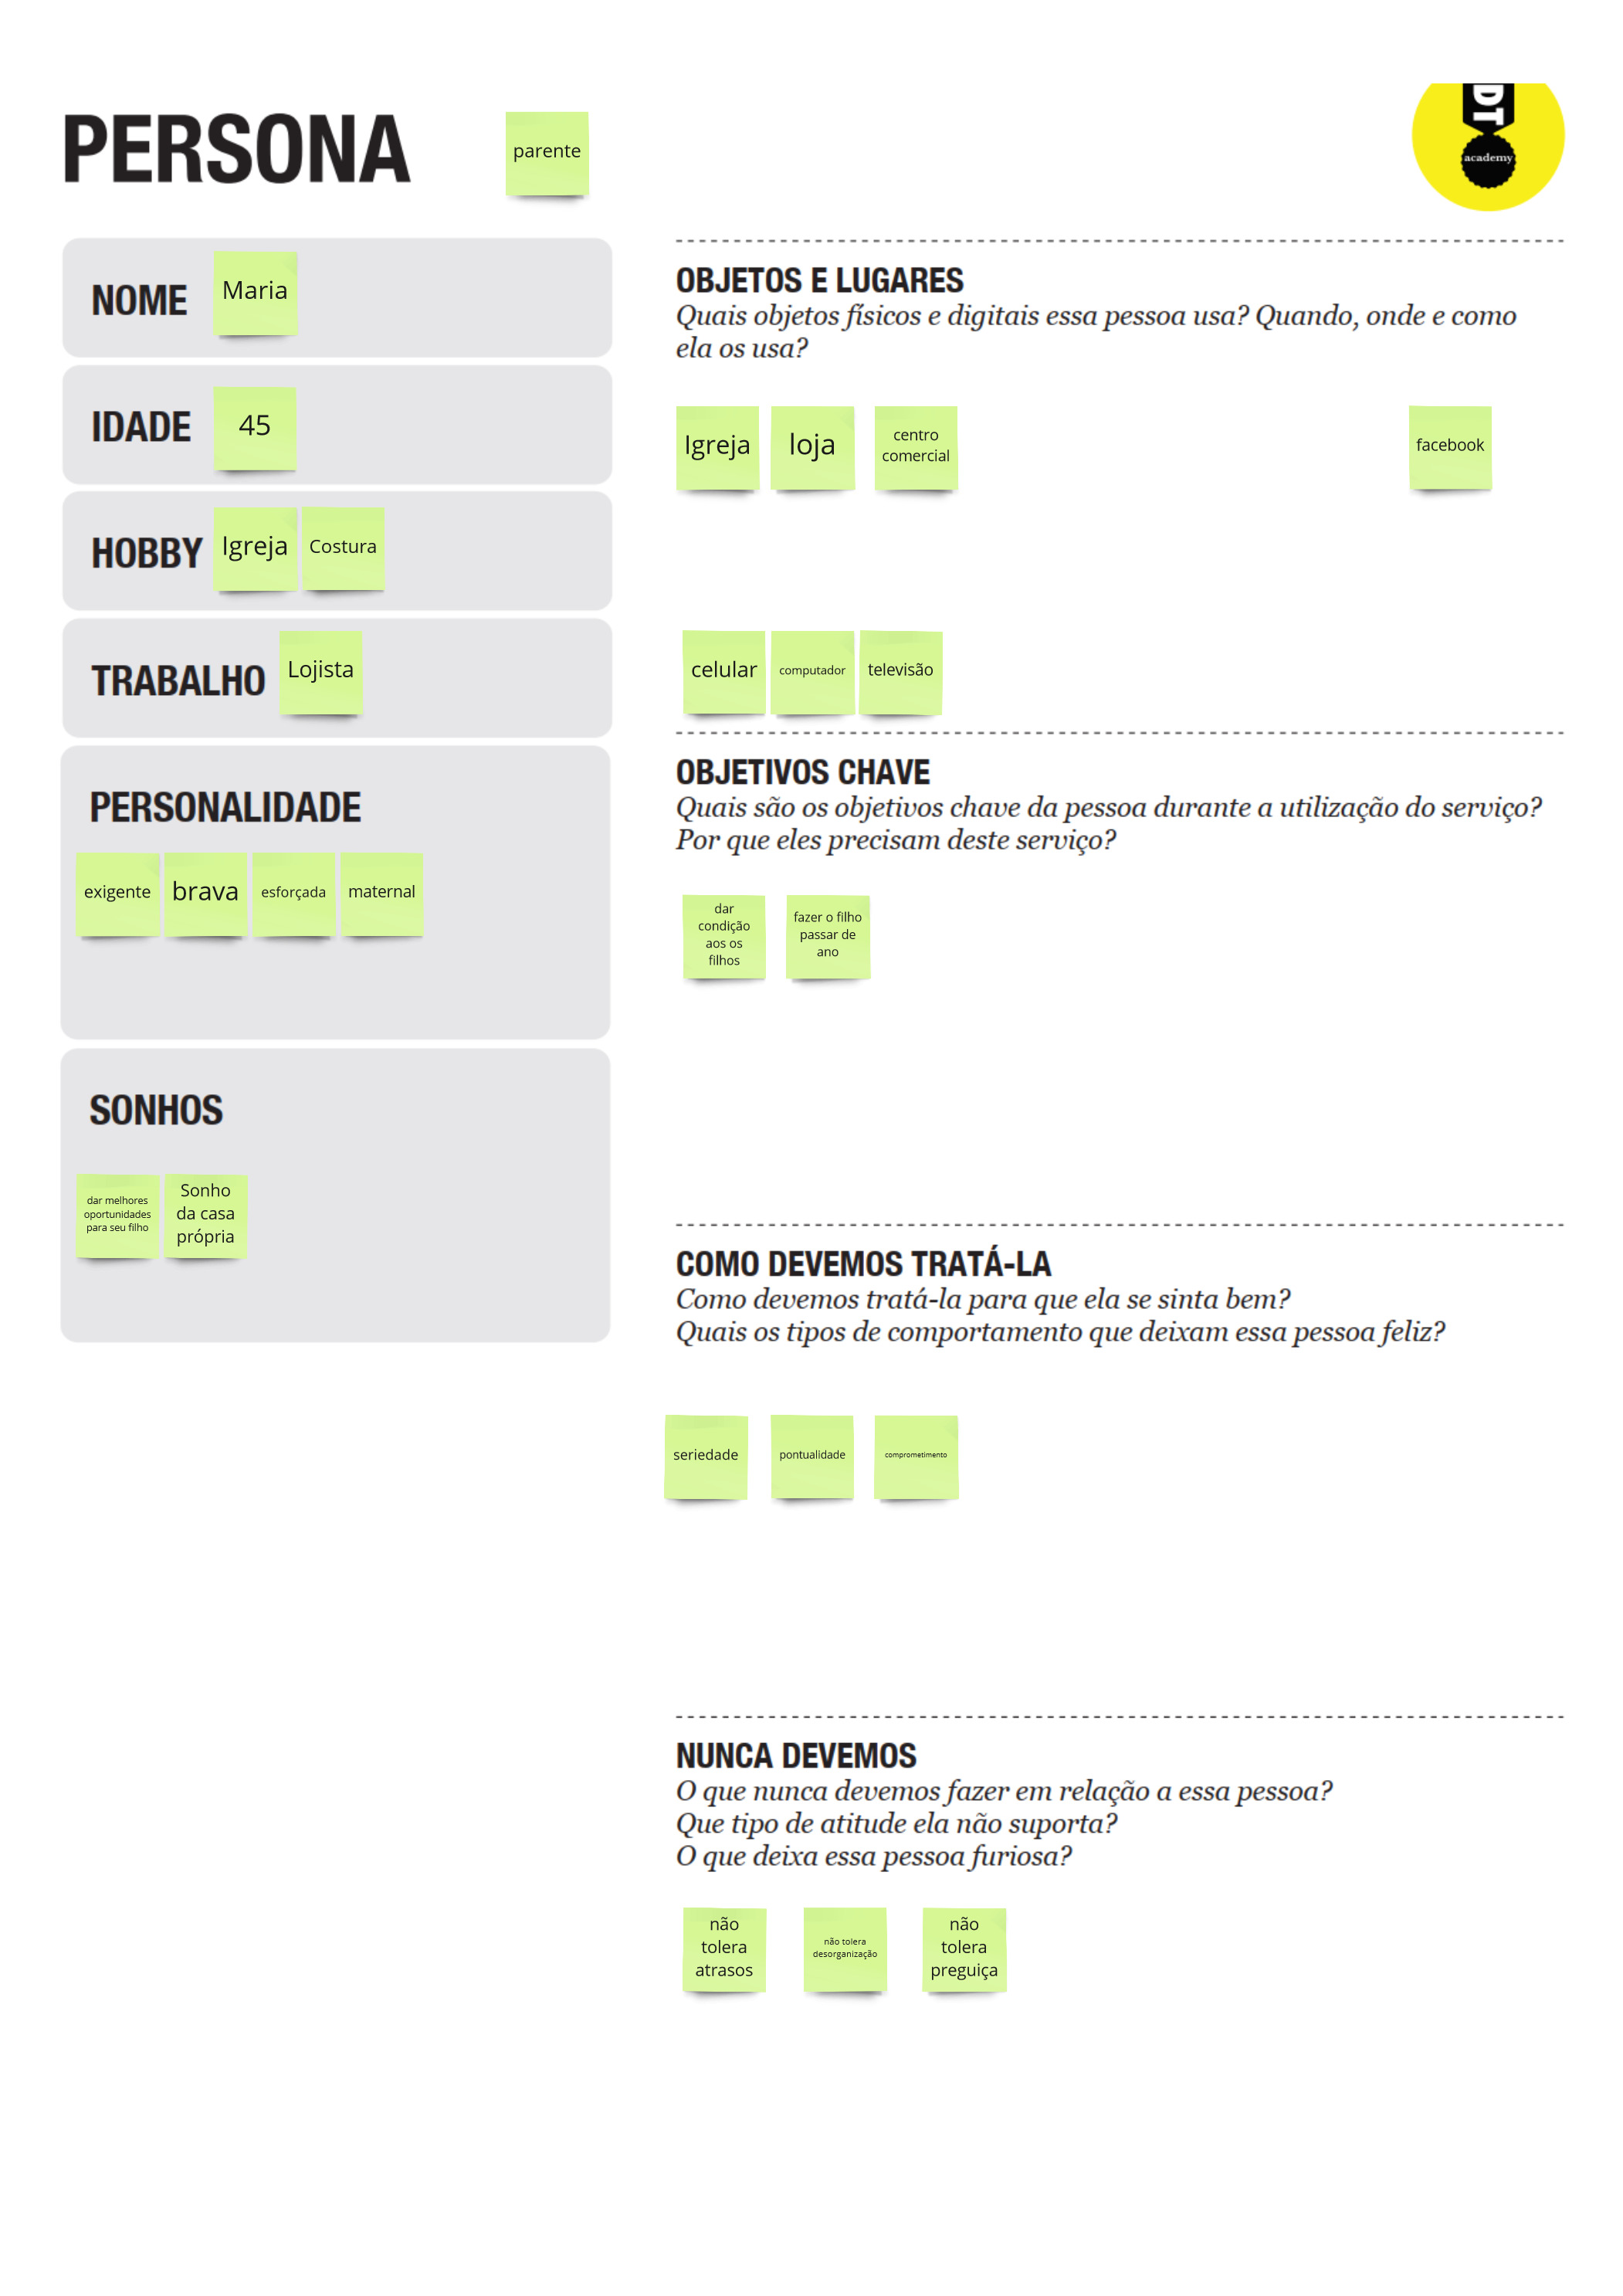 PERSONA
parente
DT
academy
NOME
Maria
IDADE
45
HOBBY
Igreja
Costura
TRABALHO
Lojista
PERSONALIDADE
exigente
brava
esforçada
maternal
SONHOS
dar melhores
oportunidades
para seu filho
Sonho
da casa
própria
OBJETOS E LUGARES
Quais objetos físicos e digitais essa pessoa usa? Quando, onde e como
ela os usa?
Igreja
loja
centro
comercial
facebook
celular
computador
televisão
OBJETIVOS CHAVE
Quais são os objetivos chave da pessoa durante a utilização do serviço?
Por que eles precisam deste serviço?
dar
condição
aos os
filhos
fazer o filho
passar de
ano
COMO DEVEMOS TRATÁ-LA
Como devemos tratá-la para que ela se sinta bem?
Quais os tipos de comportamento que deixam essa pessoa feliz?
seriedade
pontualidade
comprometimento
NUNCA DEVEMOS
O que nunca devemos fazer em relação a essa pessoa?
Que tipo de atitude ela não suporta?
O que deixa essa pessoa furiosa?
não
tolera
atrasos
não tolera
desorganização
não
tolera
preguiça